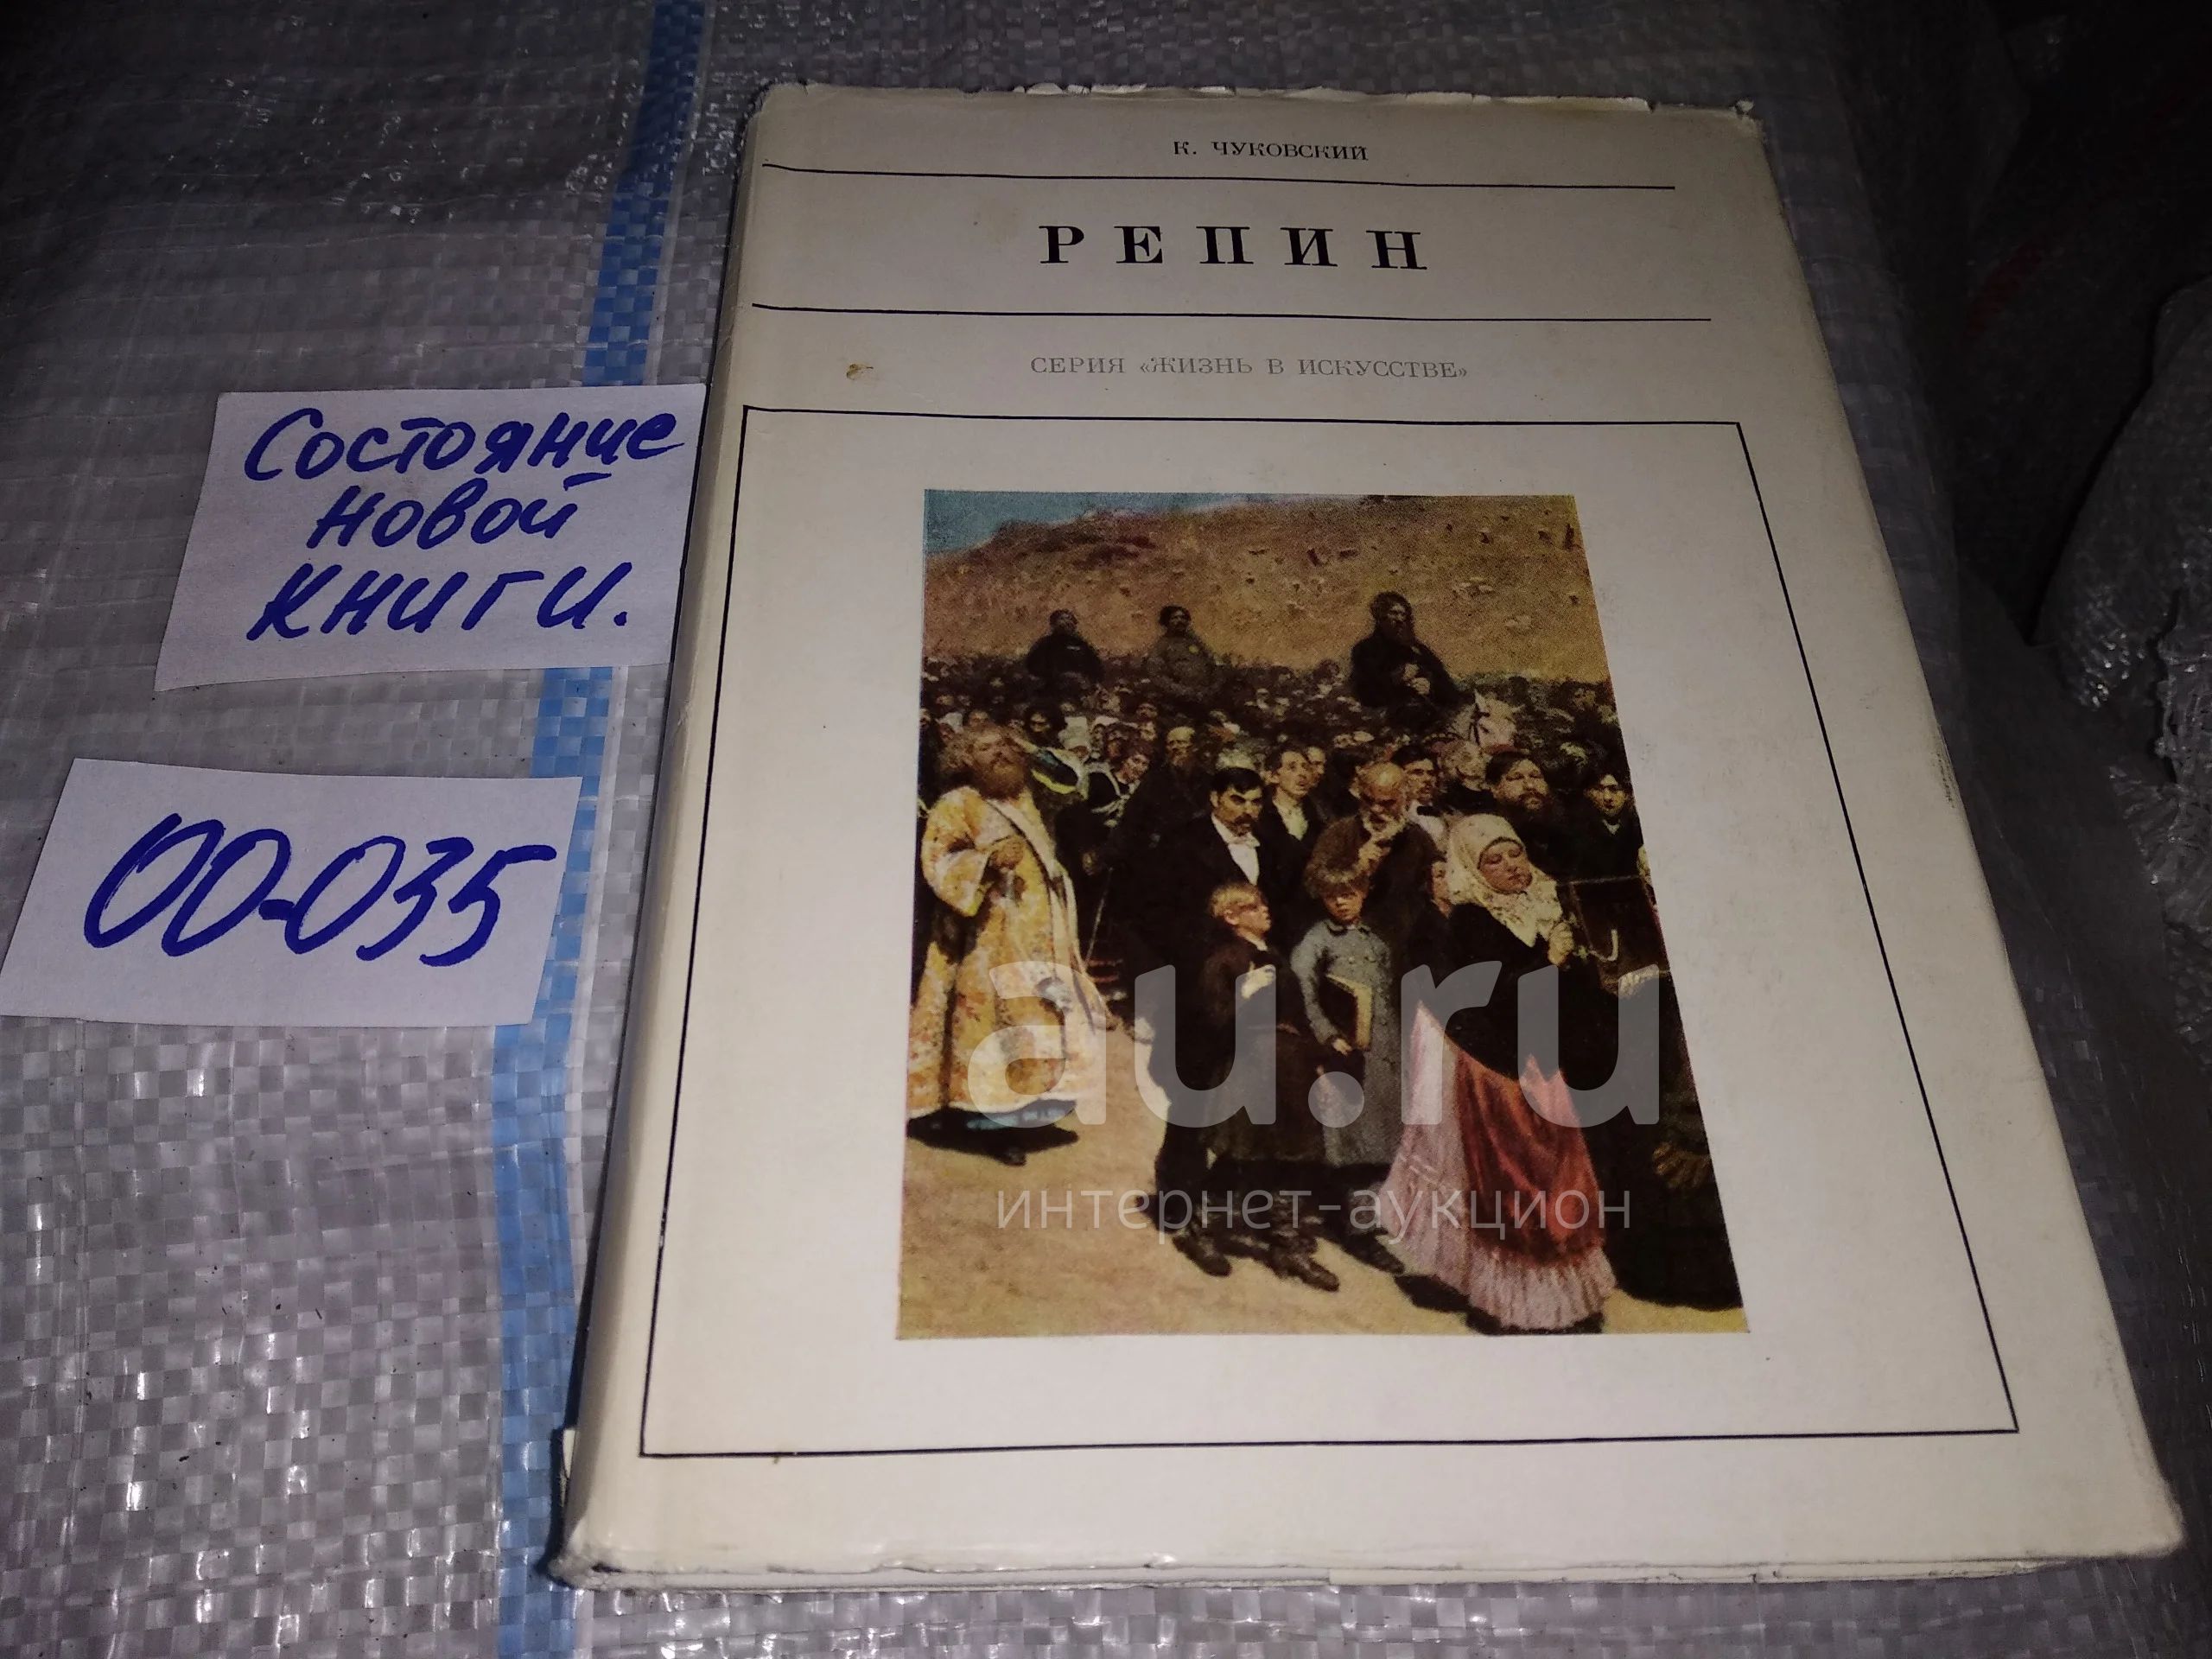 К. ЧУКОВСКИЙ
РЕПИН
СЕРИЯ «ЖИЗНЬ В ИСКУССТВЕ»
Состояние
новой
книги.
00-035
au.ru
интернет-аукцион